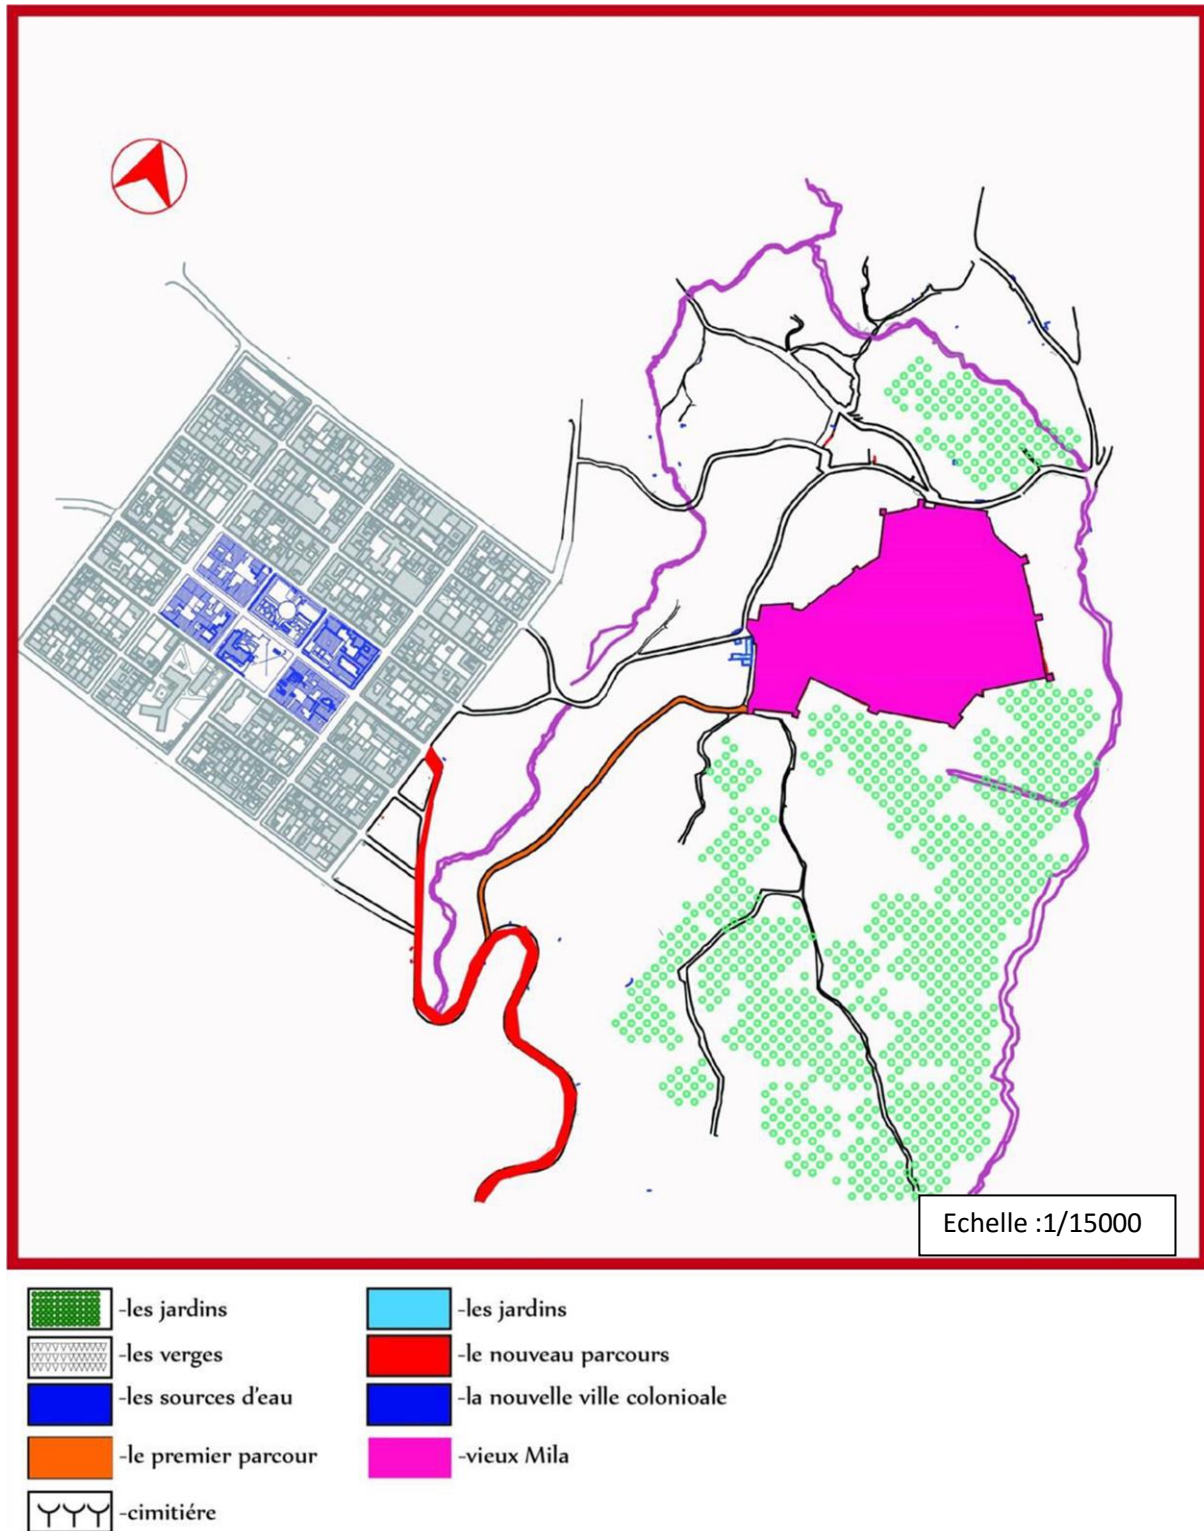 Echelle :1/15000
-les jardins
-les verges
-les sources d'eau
-le premier parcour
-cimitiére
-les jardins
-le nouveau parcours
-la nouvelle ville colonioale
-vieux Mila